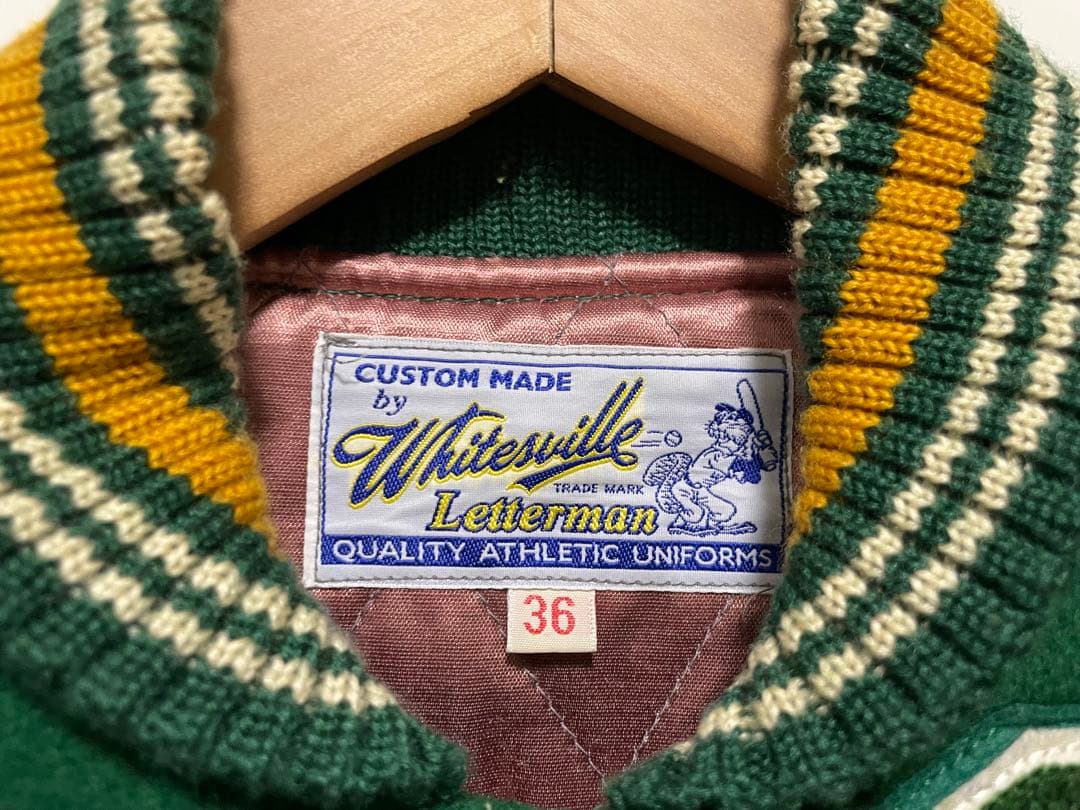 CUSTOM MADE
by
Whitesville
TRADE MARK
Letterman
QUALITY ATHLETIC UNIFORMS
36